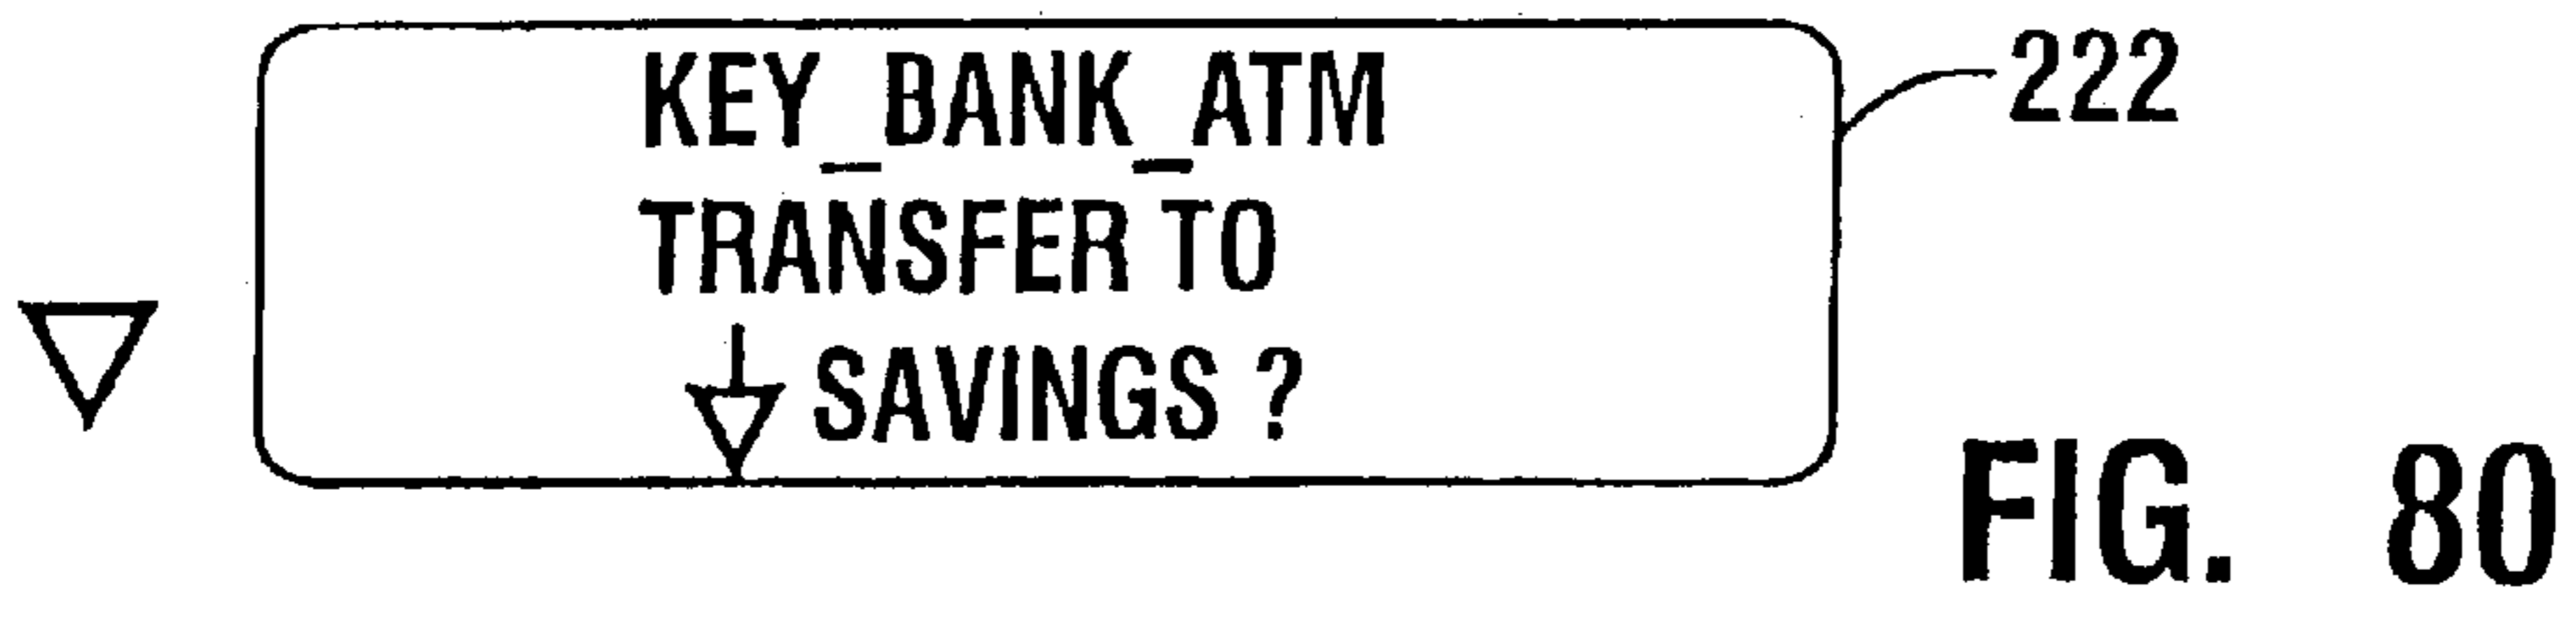 KEY_BANK_ATM
222
TRANSFER TO
SAVINGS ?
FIG. 80